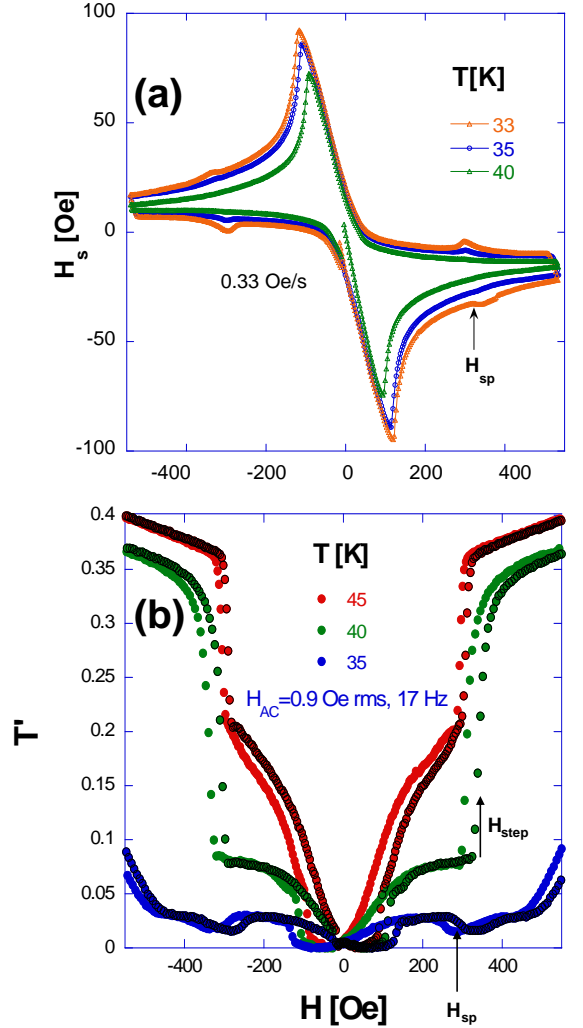 100
50
0
-50
-100
H_s [Oe]
(a)
T[K]
33
35
40
0.33 Oe/s
H_sp
-400 -200 0 200 400
0.4
0.35
0.3
0.25
0.2
0.15
0.1
0.05
0
T'
(b)
T [K]
45
40
35
H_AC=0.9 Oe rms, 17 Hz
H_step
H_sp
-400 -200 0 200 400
H [Oe]